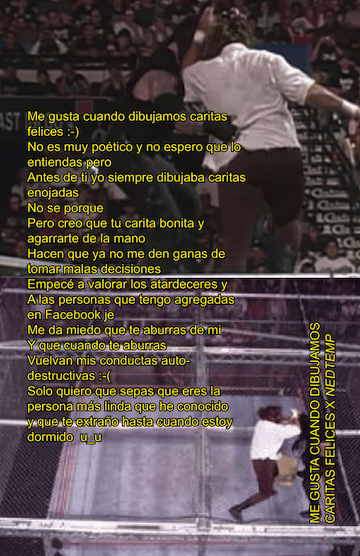 Me gusta cuando dibujamos caritas
felices :-)
No es muy poético y no espero que lo
entiendas pero
Antes de ti yo siempre dibujaba caritas
enojadas
No se porque
Pero creo que tu carita bonita y
agarrarte de la mano
Hacen que ya no me den ganas de
tomar malas decisiones
Empecé a valorar los atardeceres y
A las personas que tengo agregadas
en Facebook je
Me da miedo que te aburras de mi
Y que cuando te aburras
Vuelvan mis conductas auto-
destructivas :-(
Solo quiero que sepas que eres la
persona más linda que he conocido
y que te extraño hasta cuando estoy
dormido u_u
ME GUSTA CUANDO DIBUJAMOS
CARITAS FELICES X NEDTEMP